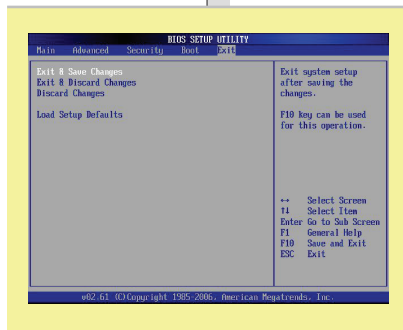 BIOS SETUP UTILITY
Main Advanced Security Boot Exit
Exit & Save Changes
Exit & Discard Changes
Discard Changes
Load Setup Defaults
Exit system setup
after saving the
changes.
F10 key can be used
for this operation.
↔ Select Screen
↑↓ Select Item
Enter Go to Sub Screen
F1 General Help
F10 Save and Exit
ESC Exit
v02.61 (C)Copyright 1985-2006, American Megatrends, Inc.